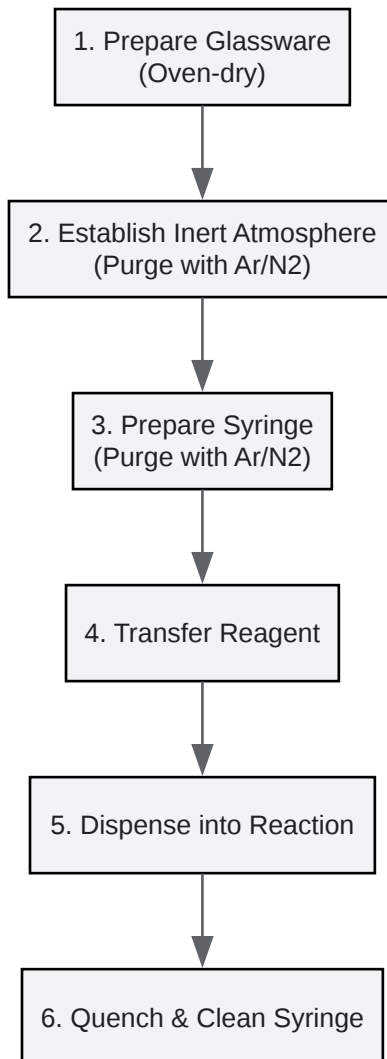 1. Prepare Glassware
(Oven-dry)
2. Establish Inert Atmosphere
(Purge with Ar/N2)
3. Prepare Syringe
(Purge with Ar/N2)
4. Transfer Reagent
5. Dispense into Reaction
6. Quench & Clean Syringe